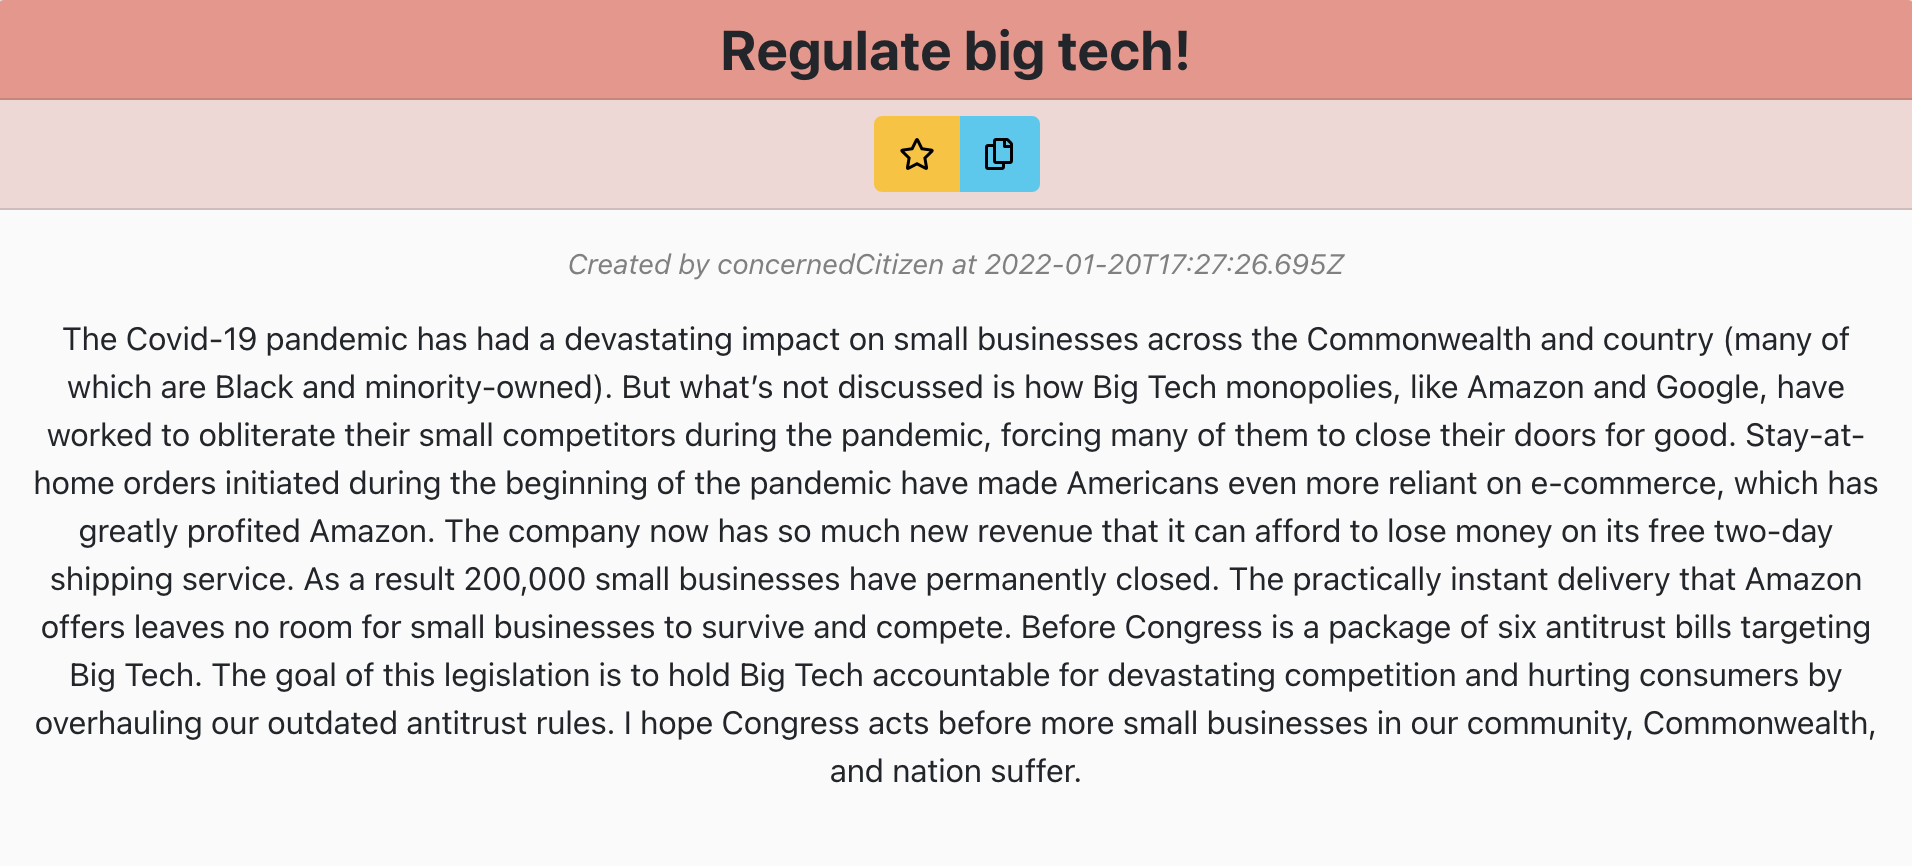 Regulate big tech!
Created by concernedCitizen at 2022-01-20T17:27:26.695Z
The Covid-19 pandemic has had a devastating impact on small businesses across the Commonwealth and country (many of
which are Black and minority-owned). But what’s not discussed is how Big Tech monopolies, like Amazon and Google, have
worked to obliterate their small competitors during the pandemic, forcing many of them to close their doors for good. Stay-at-
home orders initiated during the beginning of the pandemic have made Americans even more reliant on e-commerce, which has
greatly profited Amazon. The company now has so much new revenue that it can afford to lose money on its free two-day
shipping service. As a result 200,000 small businesses have permanently closed. The practically instant delivery that Amazon
offers leaves no room for small businesses to survive and compete. Before Congress is a package of six antitrust bills targeting
Big Tech. The goal of this legislation is to hold Big Tech accountable for devastating competition and hurting consumers by
overhauling our outdated antitrust rules. I hope Congress acts before more small businesses in our community, Commonwealth,
and nation suffer.